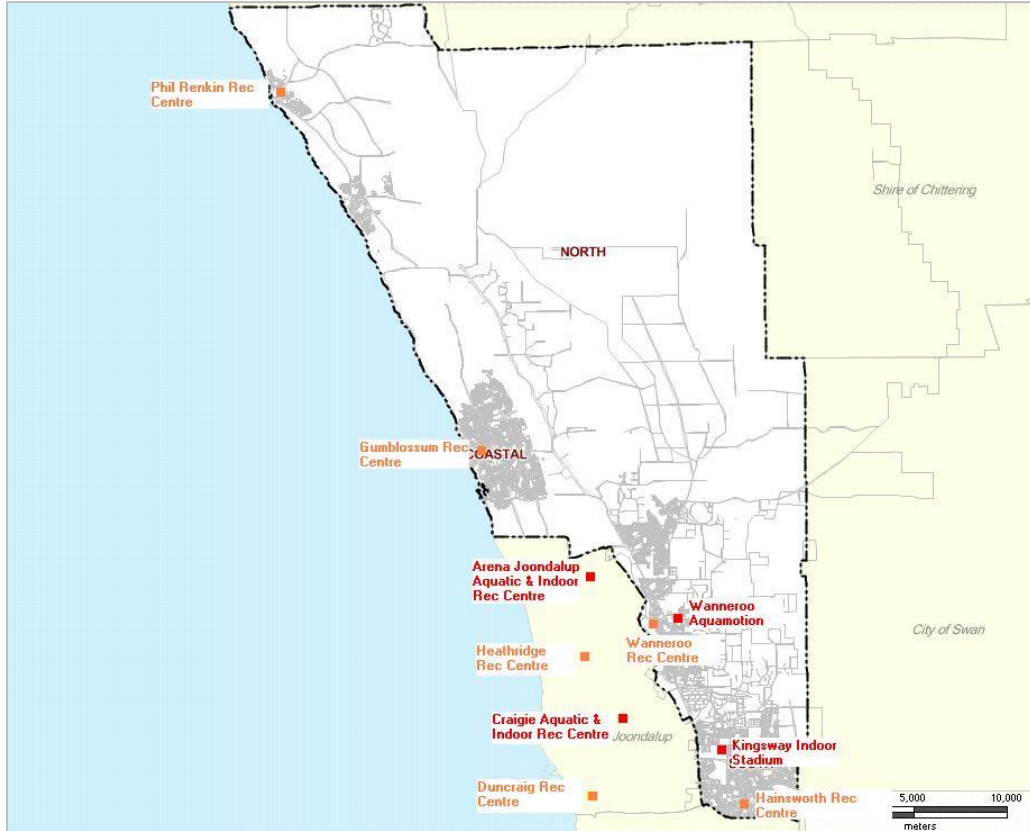 Phil Renkin Rec
Centre
Shire of Chittering
NORTH
Gumblossum Rec
Centre
COASTAL
Arena Joondalup
Aquatic & Indoor
Rec Centre
Wanneroo
Aquamotion
City of Swan
Wanneroo
Rec Centre
Heathridge
Rec Centre
Craigie Aquatic &
Indoor Rec Centre
Joondalup
Kingsway Indoor
Stadium
Duncraig Rec
Centre
Hainsworth Rec
Centre
5,000
10,000
meters